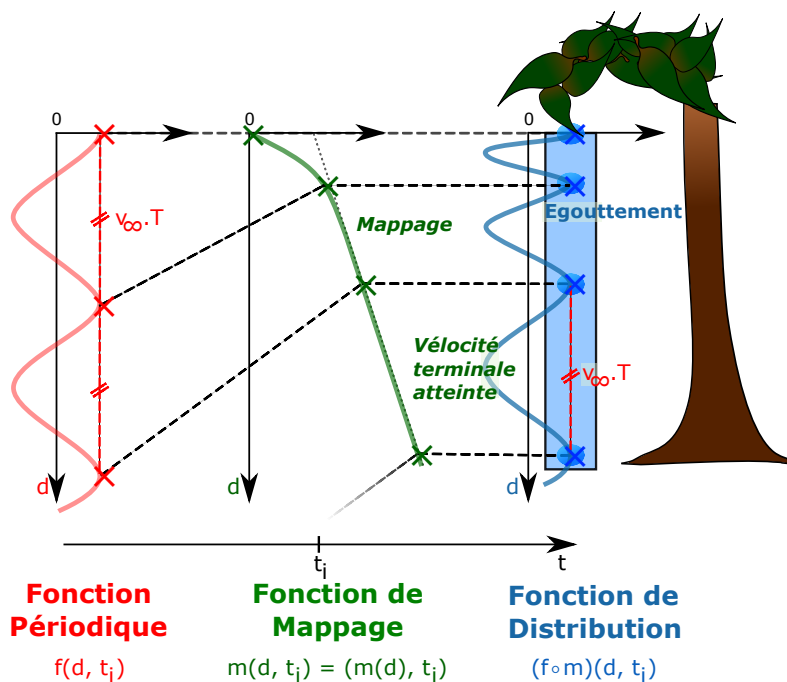 0
0
0
v∞.T
Mappage
Egouttement
Vélocité
terminale
atteinte
v∞.T
d
d
d
ti
t
Fonction
Périodique
f(d, ti)
Fonction de
Mappage
m(d, ti) = (m(d), ti)
Fonction de
Distribution
(f∘m)(d, ti)